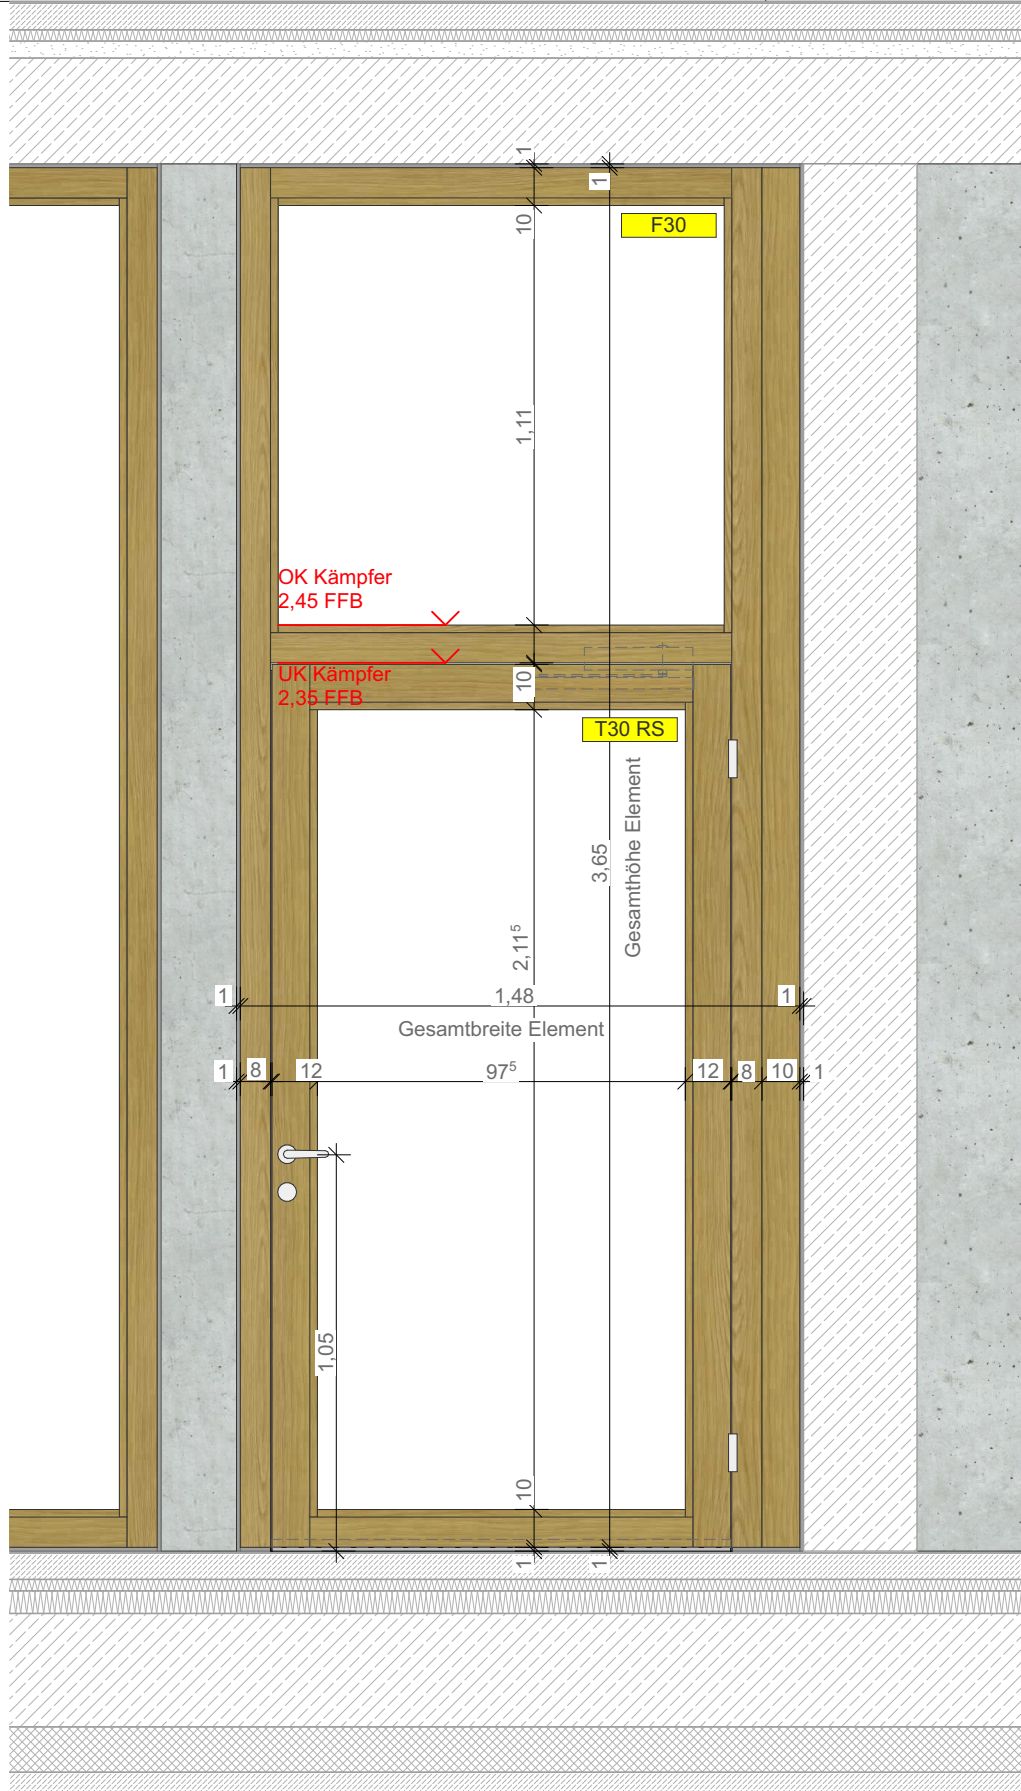 1
1
10
F30
1,11
OK Kämpfer
2,45 FFB
UK Kämpfer
2,35 FFB
10
T30 RS
Gesamthöhe Element
3,65
2,11⁵
1
1,48
1
Gesamtbreite Element
1
8
12
97⁵
12
8
10
1
1,05
10
1
1